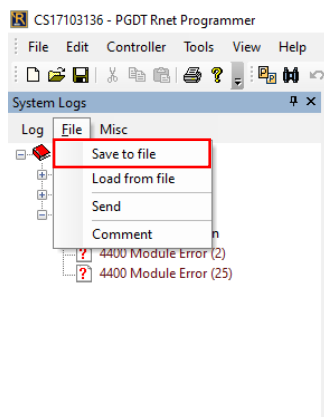 CS17103136 - PGDT Rnet Programmer
File Edit Controller Tools View Help
System Logs
Log File Misc
Save to file
Load from file
Send
Comment
4400 Module Error (2)
4400 Module Error (25)